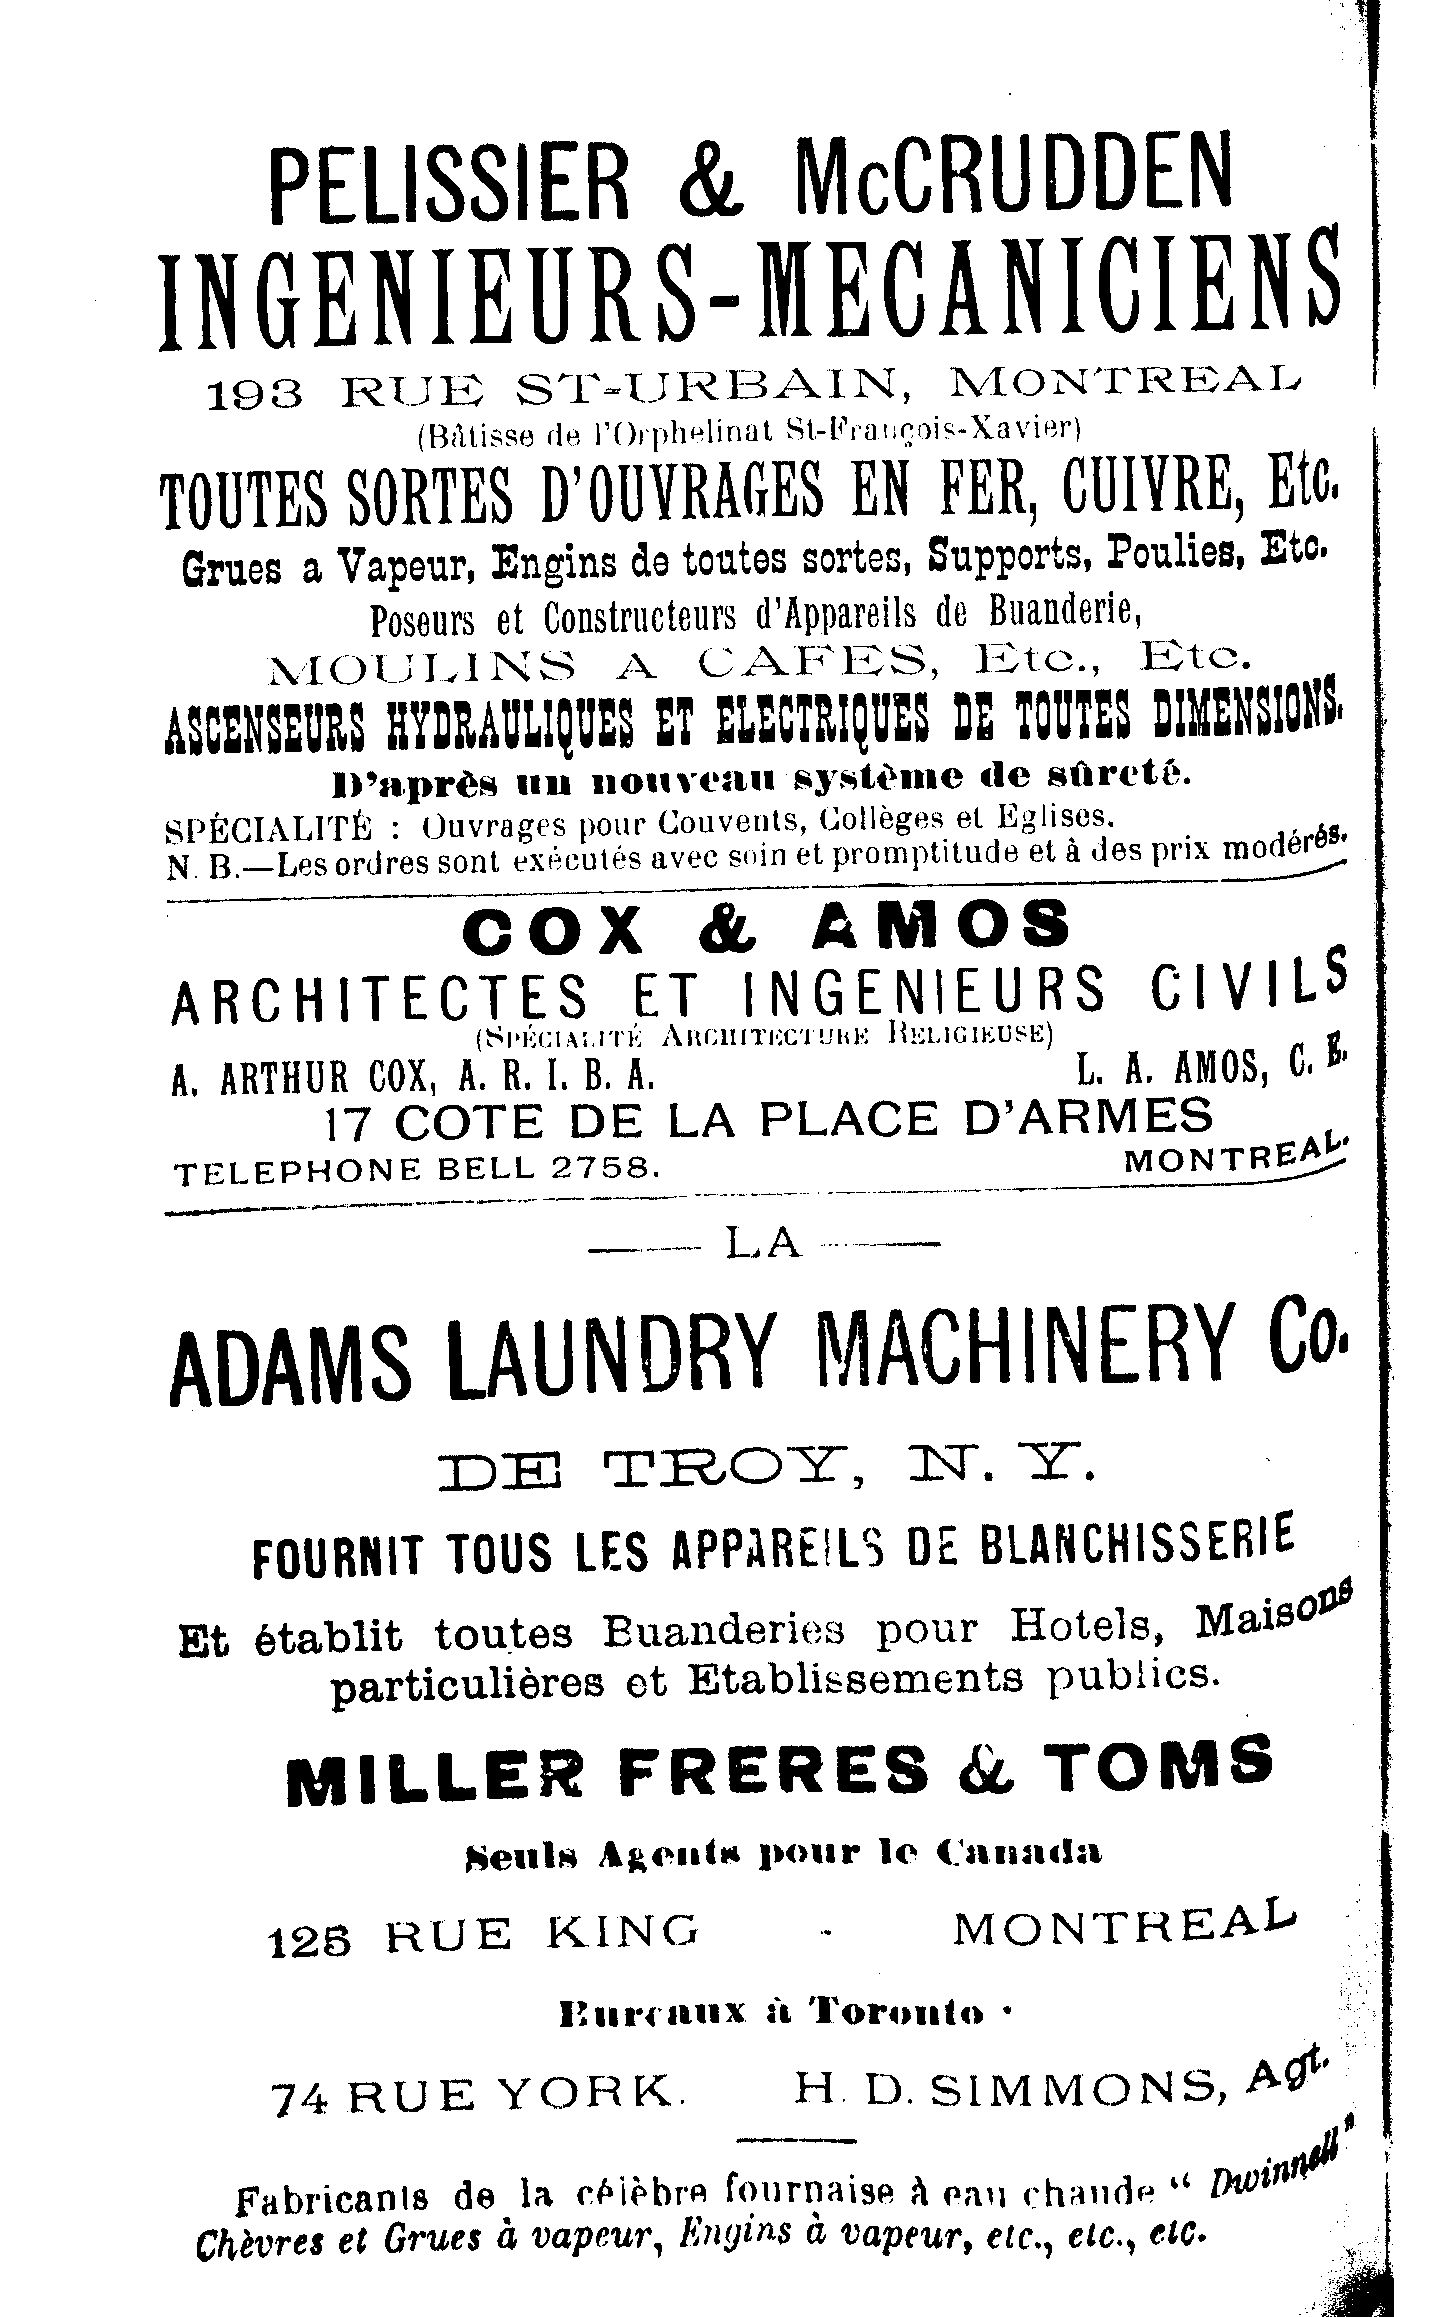 PELISSIER & McCRUDDEN
INGENIEURS-MECANICIENS
193 RUE ST-URBAIN, MONTREAL
(Bâtisse de l'Orphelinat St-François-Xavier)
TOUTES SORTES D'OUVRAGES EN FER, CUIVRE, Etc.
Grues a Vapeur, Engins de toutes sortes, Supports, Poulies, Etc.
Poseurs et Constructeurs d'Appareils de Buanderie,
MOULINS A CAFES, Etc., Etc.
ASCENSEURS HYDRAULIQUES ET ELECTRIQUES DE TOUTES DIMENSIONS.
D'après un nouveau système de sûreté.
SPÉCIALITÉ : Ouvrages pour Couvents, Collèges et Eglises.
N. B.—Les ordres sont exécutés avec soin et promptitude et à des prix modérés.
COX & AMOS
ARCHITECTES ET INGENIEURS CIVILS
(SPÉCIALITÉ ARCHITECTURE RELIGIEUSE)
A. ARTHUR COX, A. R. I. B. A. L. A. AMOS, C. E.
17 COTE DE LA PLACE D'ARMES
TELEPHONE BELL 2758. MONTREAL.
—— LA ——
ADAMS LAUNDRY MACHINERY Co.
DE TROY, N. Y.
FOURNIT TOUS LES APPAREILS DE BLANCHISSERIE
Et établit toutes Buanderies pour Hotels, Maisons
particulières et Etablissements publics.
MILLER FRERES & TOMS
Seuls Agents pour le Canada
RUE KING - MONTREAL
Bureaux à Toronto :
74 RUE YORK. H. D. SIMMONS, Agt.
Fabricants de la célèbre fournaise à eau chaude "Dwinnell"
Chèvres et Grues à vapeur, Engins à vapeur, etc., etc., etc.